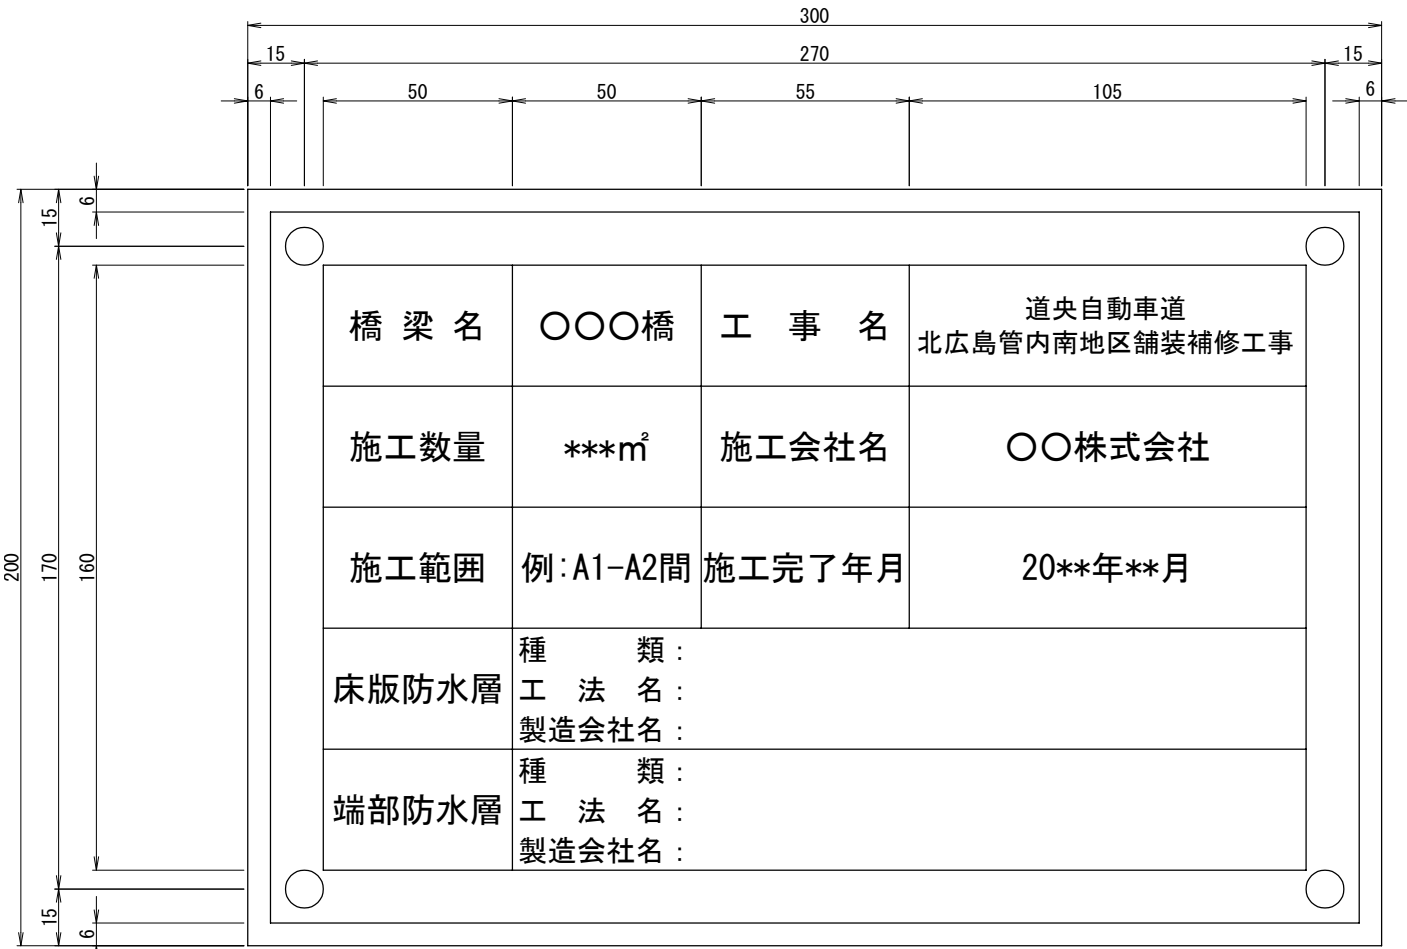 300
15 270 15
6 50 50 55 105 6
6
15
橋 梁 名 〇〇〇橋 工 事 名 道央自動車道
北広島管内南地区舗装補修工事
施工数量 ***㎡ 施工会社名 〇〇株式会社
200 170 160
施工範囲 例:A1-A2間 施工完了年月 20**年**月
床版防水層
種 類:
工 法 名:
製造会社名:
端部防水層
種 類:
工 法 名:
製造会社名:
15
6